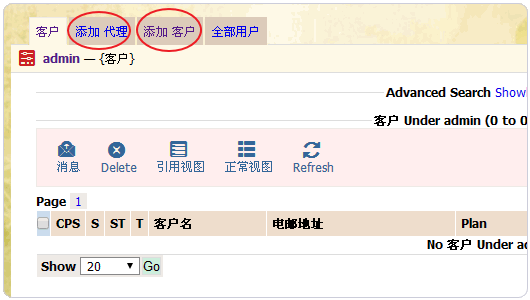 客户 添加 代理 添加 客户 全部用户
admin — {客户}
Advanced Search Show
客户 Under admin (0 to 0
消息 Delete 引用视图 正常视图 Refresh
Page 1
CPS S ST T 客户名 电邮地址 Plan
No 客户 Under ad
Show 20 Go